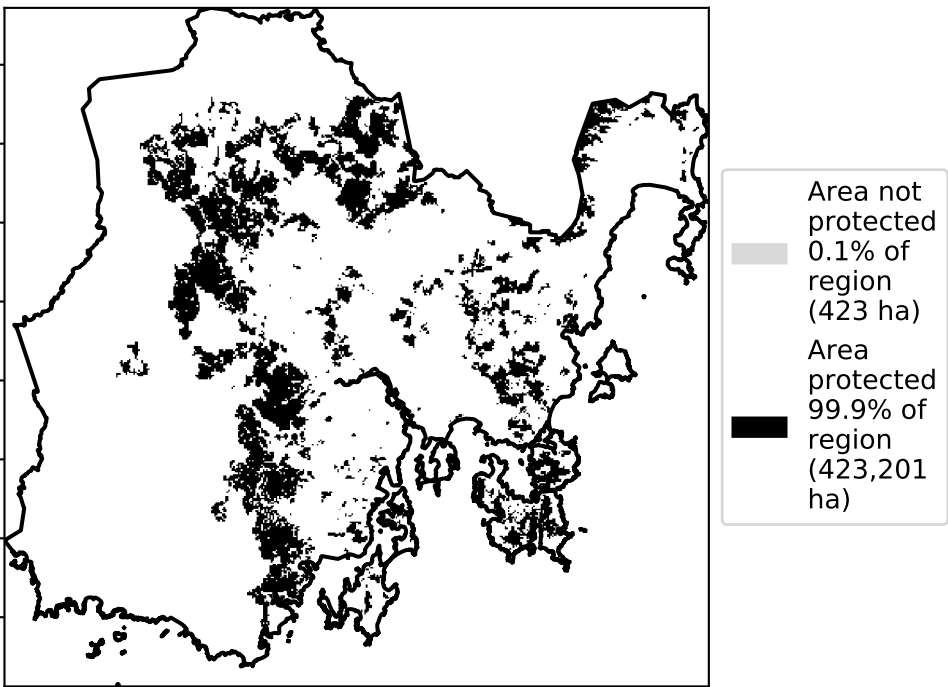 Area not
protected
0.1% of
region
(423 ha)
Area
protected
99.9% of
region
(423,201
ha)